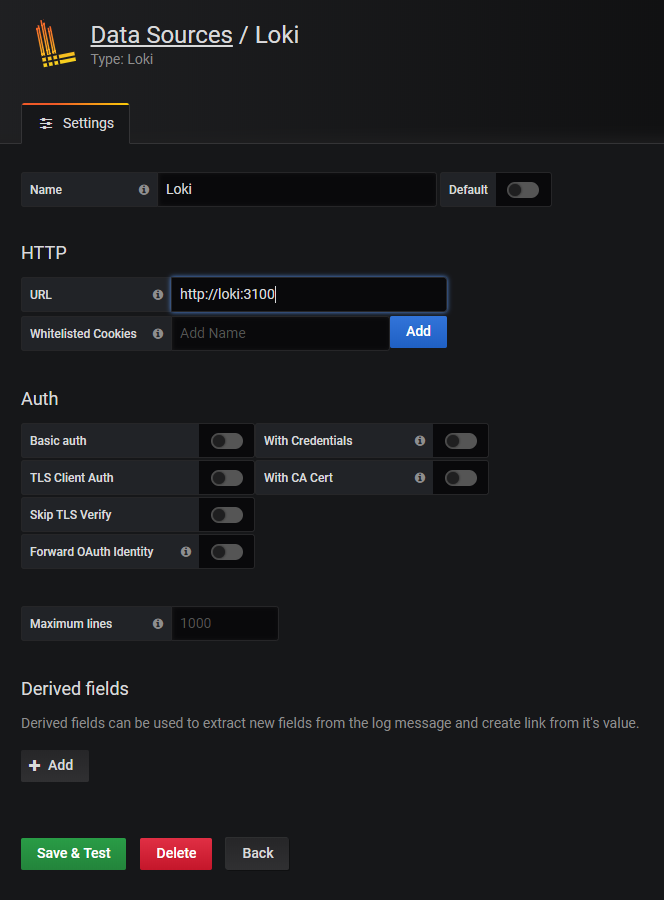 Data Sources / Loki
Type: Loki
Settings
Name Loki Default
HTTP
URL http://loki:3100
Whitelisted Cookies Add Name Add
Auth
Basic auth With Credentials
TLS Client Auth With CA Cert
Skip TLS Verify
Forward OAuth Identity
Maximum lines 1000
Derived fields
Derived fields can be used to extract new fields from the log message and create link from it's value.
+ Add
Save & Test Delete Back